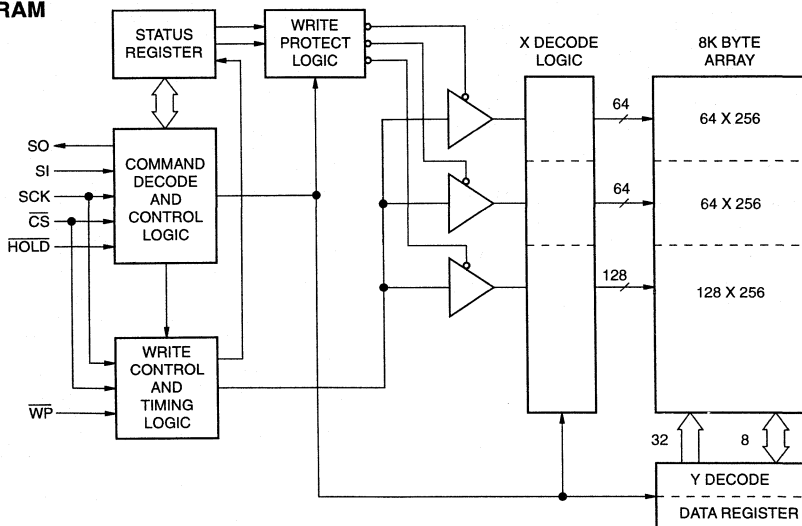 RAM
STATUS
REGISTER
WRITE
PROTECT
LOGIC
X DECODE
LOGIC
8K BYTE
ARRAY
SO
SI
SCK
CS
HOLD
COMMAND
DECODE
AND
CONTROL
LOGIC
64
64 X 256
64
64 X 256
128
128 X 256
WRITE
CONTROL
AND
TIMING
LOGIC
WP
32
8
Y DECODE
DATA REGISTER